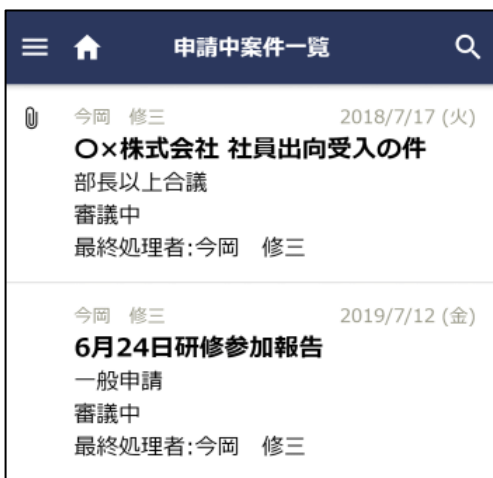 申請中案件一覧
今岡　修三 2018/7/17 (火)
〇×株式会社 社員出向受入の件
部長以上合議
審議中
最終処理者:今岡　修三
今岡　修三 2019/7/12 (金)
6月24日研修参加報告
一般申請
審議中
最終処理者:今岡　修三